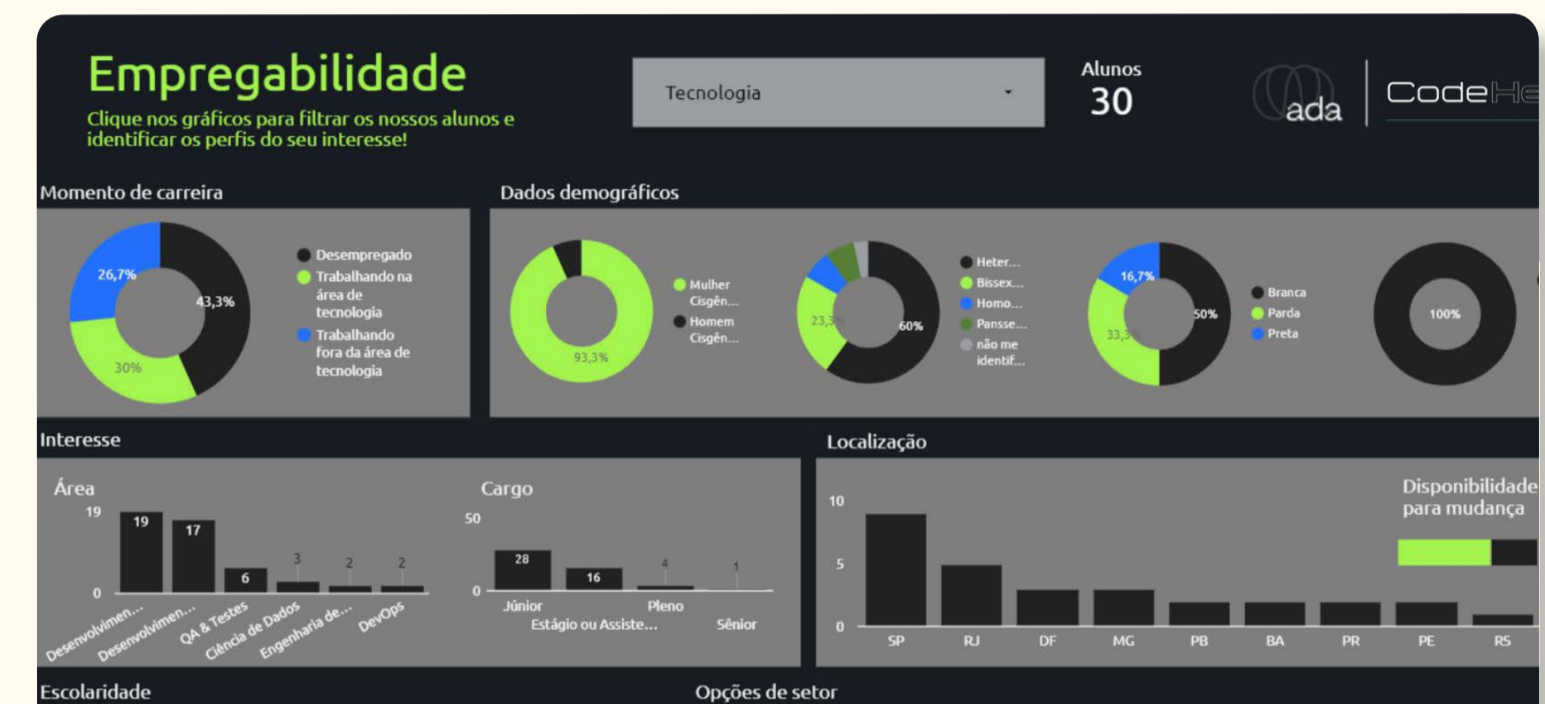 Empregabilidade
Clique nos gráficos para filtrar os nossos alunos e
identificar os perfis do seu interesse!
Tecnologia
Alunos
30
ada
CodeHe
Momento de carreira
26,7%
43,3%
30%
Desempregado
Trabalhando na
área de
tecnologia
Trabalhando
fora da área de
tecnologia
Dados demográficos
93,3%
Mulher
Cisgên...
Homem
Cisgên...
23,3%
60%
Heter...
Bissex...
Homo...
Pansse...
não me
identif...
16,7%
50%
33,3%
Branca
Parda
Preta
100%
Interesse
Área
19
0
19
17
6
3
2
2
Desenvolvimen...
Desenvolvimen...
QA & Testes
Ciência de Dados
Engenharia de...
DevOps
Cargo
50
0
28
16
4
1
Júnior
Estágio ou Assiste...
Pleno
Sênior
Localização
10
5
0
SP
RJ
DF
MG
PB
BA
PR
PE
RS
Disponibilidade
para mudança
Escolaridade
Opções de setor